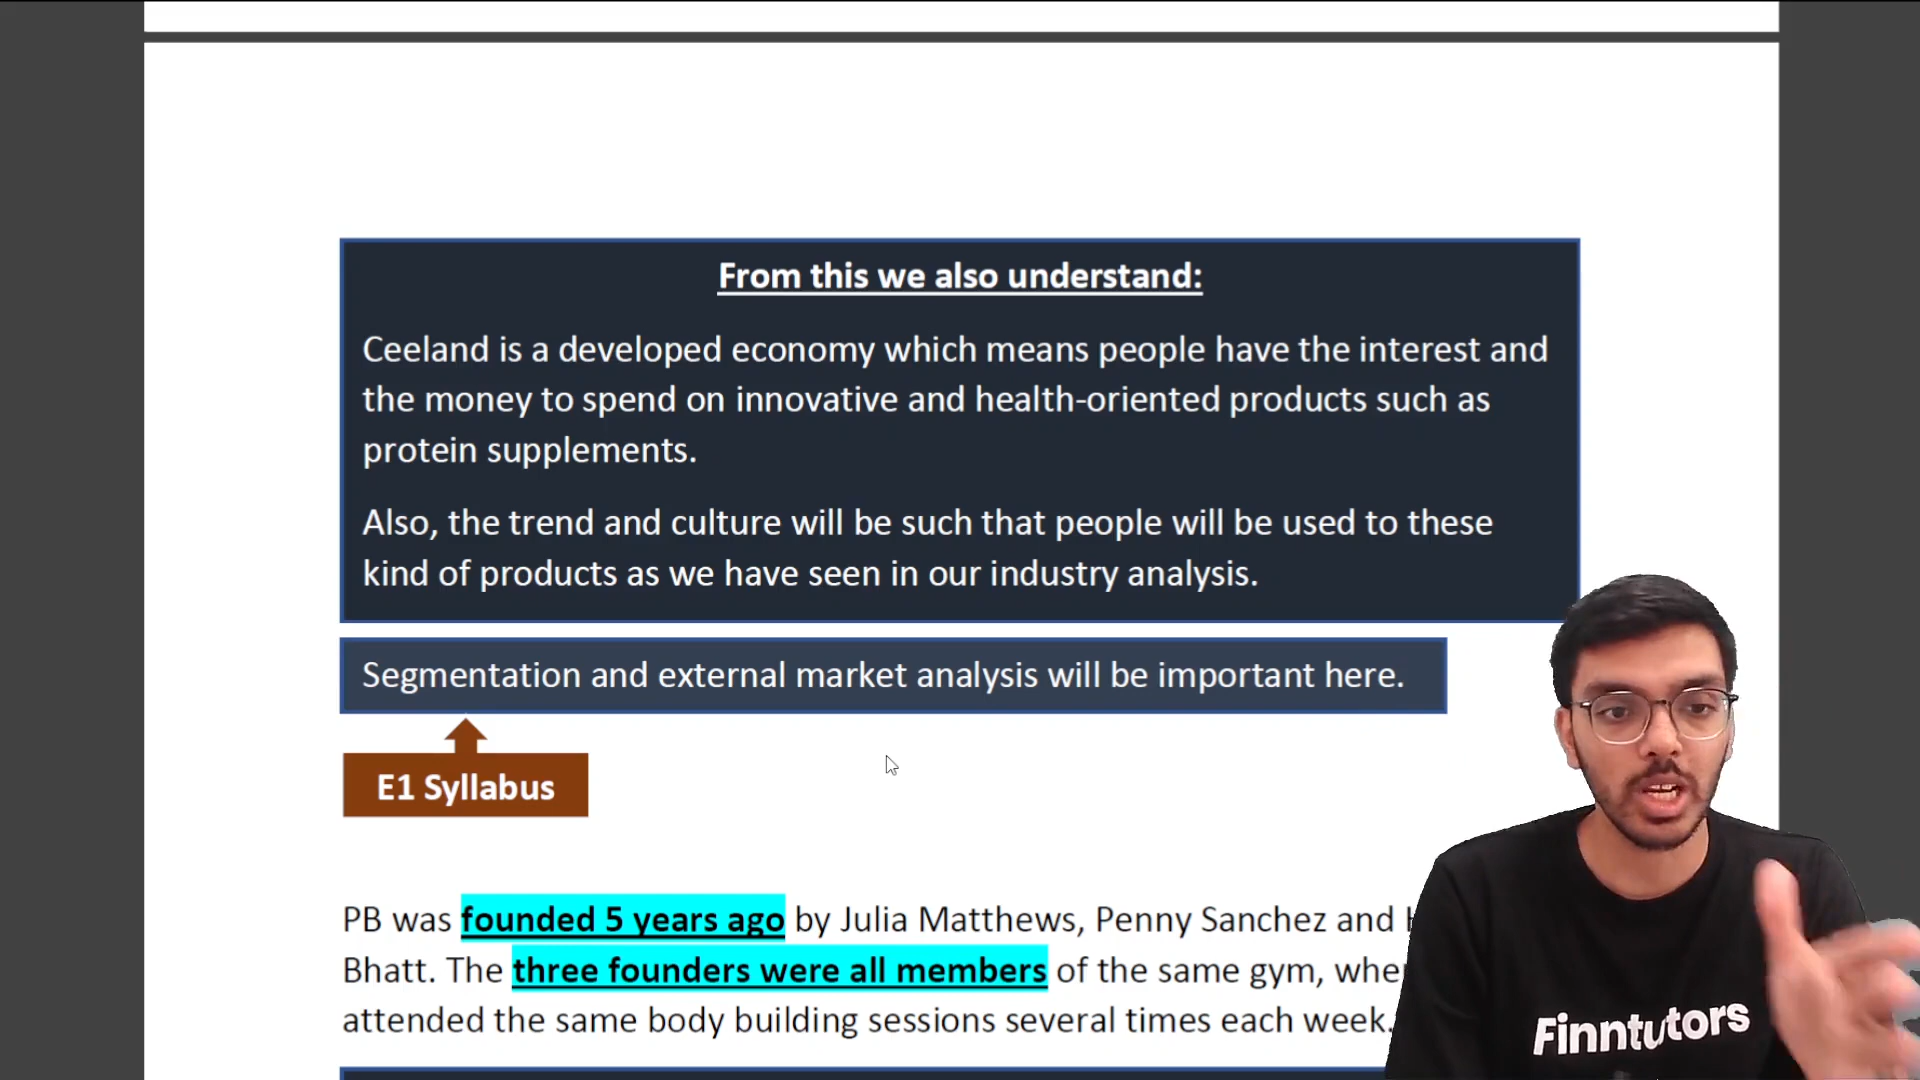 From this we also understand:
Ceeland is a developed economy which means people have the interest and
the money to spend on innovative and health-oriented products such as
protein supplements.
Also, the trend and culture will be such that people will be used to these
kind of products as we have seen in our industry analysis.
Segmentation and external market analysis will be important here.
E1 Syllabus
PB was founded 5 years ago by Julia Matthews, Penny Sanchez and
Bhatt. The three founders were all members of the same gym,
attended the same body building sessions several times each week.
Finntutors